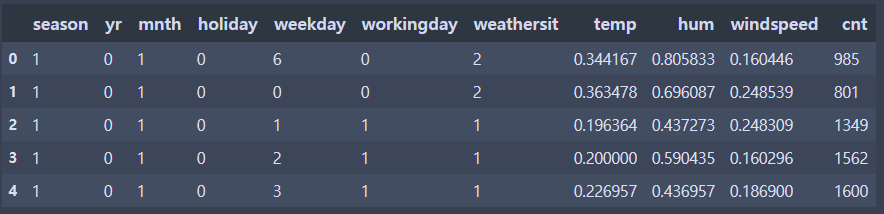 season yr mnth holiday weekday workingday weathersit temp hum windspeed cnt
0 1 0 1 0 6 0 2 0.344167 0.805833 0.160446 985
1 1 0 1 0 0 0 2 0.363478 0.696087 0.248539 801
2 1 0 1 0 1 1 1 0.196364 0.437273 0.248309 1349
3 1 0 1 0 2 1 1 0.200000 0.590435 0.160296 1562
4 1 0 1 0 3 1 1 0.226957 0.436957 0.186900 1600